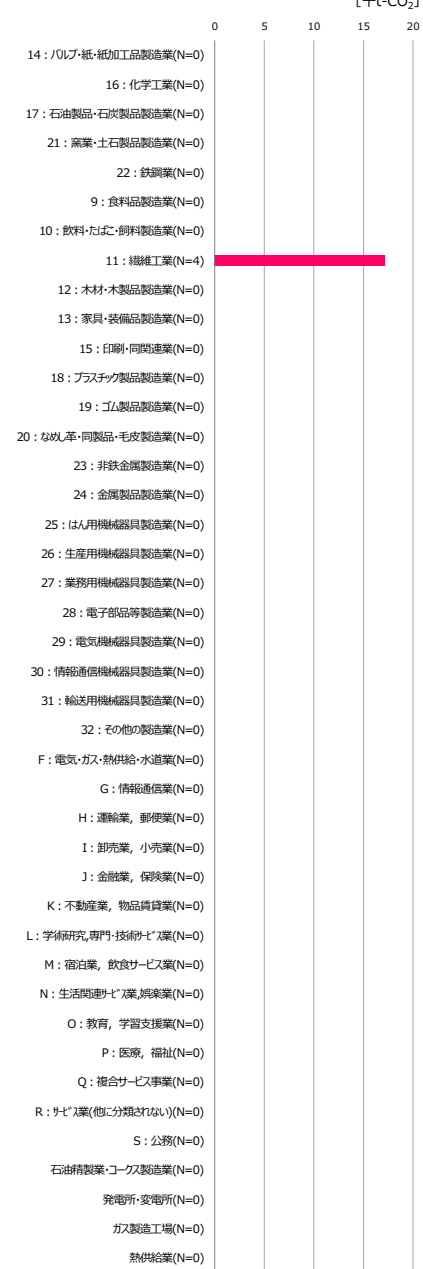 [千t-CO2]
0 5 10 15 20
14：パルプ・紙・紙加工品製造業(N=0)
16：化学工業(N=0)
17：石油製品・石炭製品製造業(N=0)
21：窯業・土石製品製造業(N=0)
22：鉄鋼業(N=0)
9：食料品製造業(N=0)
10：飲料・たばこ・飼料製造業(N=0)
11：繊維工業(N=4)
12：木材・木製品製造業(N=0)
13：家具・装備品製造業(N=0)
15：印刷・同関連業(N=0)
18：プラスチック製品製造業(N=0)
19：ゴム製品製造業(N=0)
20：なめし革・同製品・毛皮製造業(N=0)
23：非鉄金属製造業(N=0)
24：金属製品製造業(N=0)
25：はん用機械器具製造業(N=0)
26：生産用機械器具製造業(N=0)
27：業務用機械器具製造業(N=0)
28：電子部品等製造業(N=0)
29：電気機械器具製造業(N=0)
30：情報通信機械器具製造業(N=0)
31：輸送用機械器具製造業(N=0)
32：その他の製造業(N=0)
F：電気・ガス・熱供給・水道業(N=0)
G：情報通信業(N=0)
H：運輸業，郵便業(N=0)
I：卸売業，小売業(N=0)
J：金融業，保険業(N=0)
K：不動産業，物品賃貸業(N=0)
L：学術研究,専門・技術ｻｰﾋﾞｽ業(N=0)
M：宿泊業，飲食サービス業(N=0)
N：生活関連ｻｰﾋﾞｽ業,娯楽業(N=0)
O：教育，学習支援業(N=0)
P：医療，福祉(N=0)
Q：複合サービス事業(N=0)
R：ｻｰﾋﾞｽ業(他に分類されない)(N=0)
S：公務(N=0)
石油精製業・コークス製造業(N=0)
発電所・変電所(N=0)
ガス製造工場(N=0)
熱供給業(N=0)